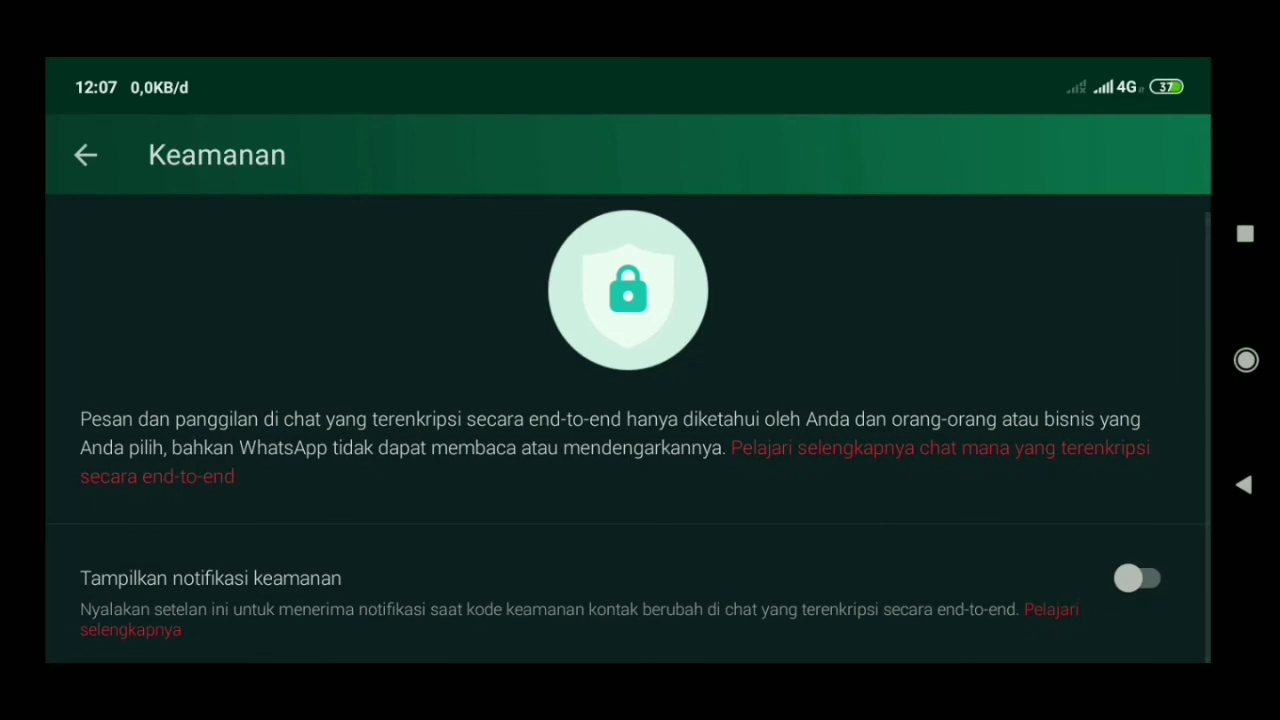 12:07 0,0KB/d
4G 37
Keamanan
Pesan dan panggilan di chat yang terenkripsi secara end-to-end hanya diketahui oleh Anda dan orang-orang atau bisnis yang
Anda pilih, bahkan WhatsApp tidak dapat membaca atau mendengarkannya. Pelajari selengkapnya chat mana yang terenkripsi
secara end-to-end
Tampilkan notifikasi keamanan
Nyalakan setelan ini untuk menerima notifikasi saat kode keamanan kontak berubah di chat yang terenkripsi secara end-to-end. Pelajari
selengkapnya